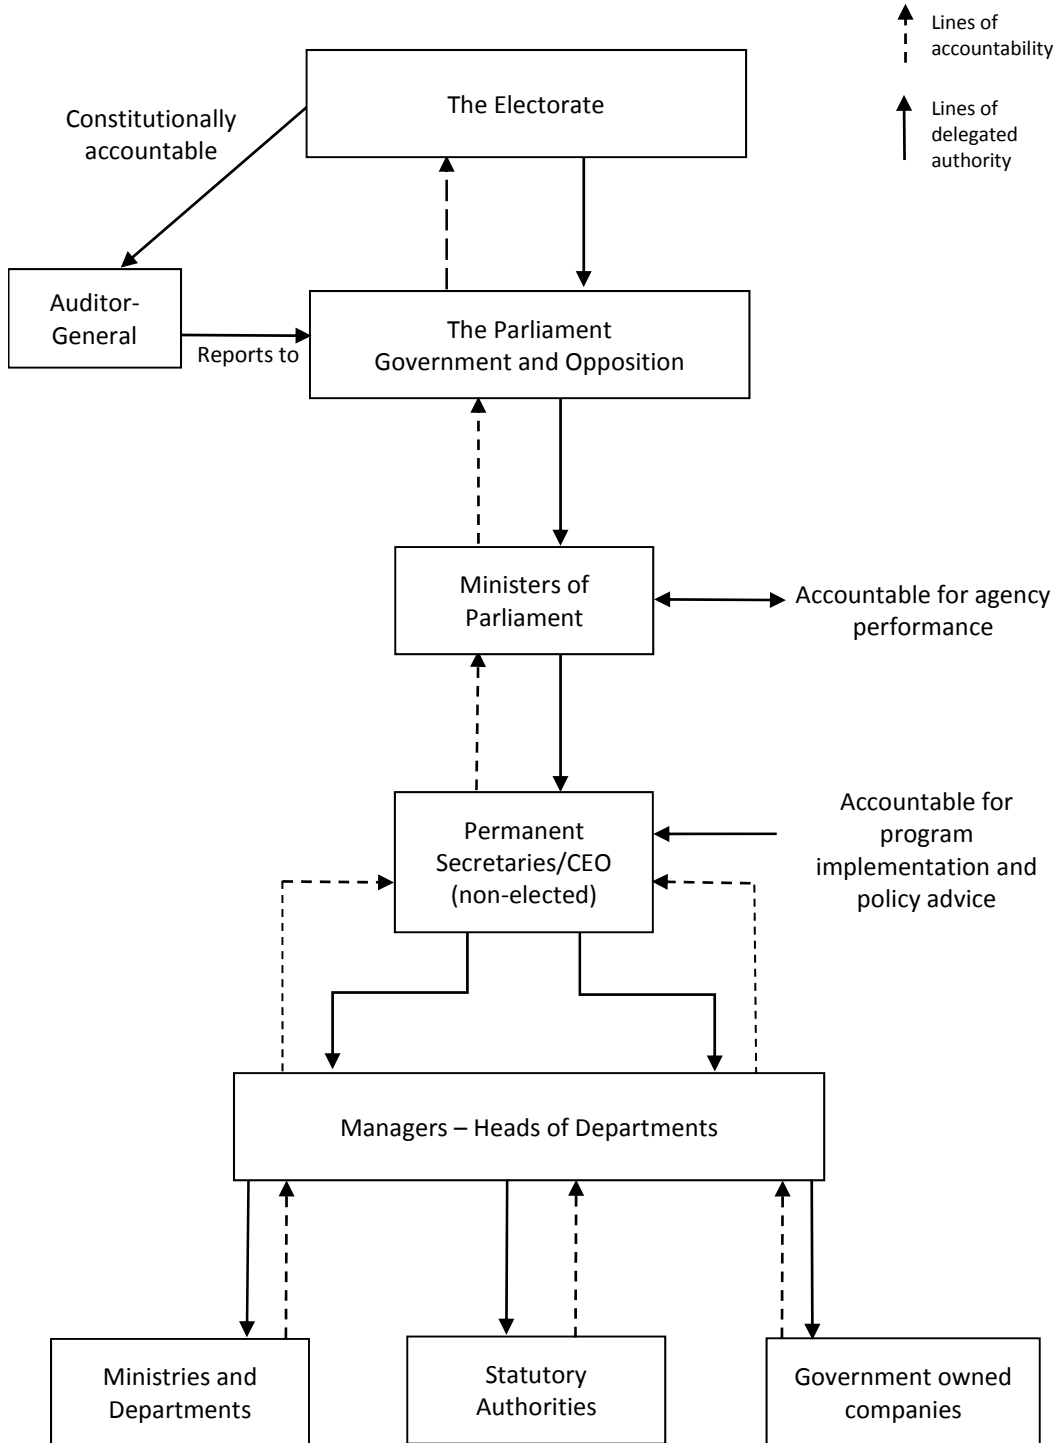 Lines of
accountability
Lines of
delegated
authority
The Electorate
Constitutionally
accountable
Auditor-
General
Reports to
The Parliament
Government and Opposition
Ministers of
Parliament
Accountable for agency
performance
Permanent
Secretaries/CEO
(non-elected)
Accountable for
program
implementation and
policy advice
Managers – Heads of Departments
Ministries and
Departments
Statutory
Authorities
Government owned
companies